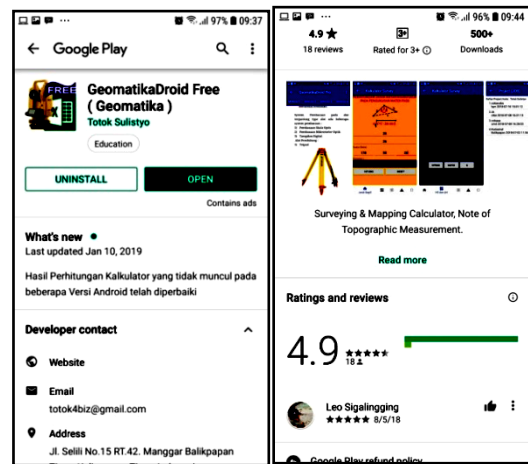 97% 09:37
Google Play
FREE
GeomatikaDroid Free
( Geomatika )
Totok Sulistyo
Education
UNINSTALL
OPEN
Contains ads
What's new
Last updated Jan 10, 2019
Hasil Perhitungan Kalkulator yang tidak muncul pada
beberapa Versi Android telah diperbaiki
Developer contact
Website
Email
totok4biz@gmail.com
Address
Jl. Selili No.15 RT.42. Manggar Balikpapan
96% 09:44
4.9 ★ 3+ 500+
18 reviews Rated for 3+ Downloads
Surveying & Mapping Calculator, Note of
Topographic Measurement.
Read more
Ratings and reviews
4.9
18
Leo Sigalingging
★★★★★ 8/5/18
Google Play refund policy